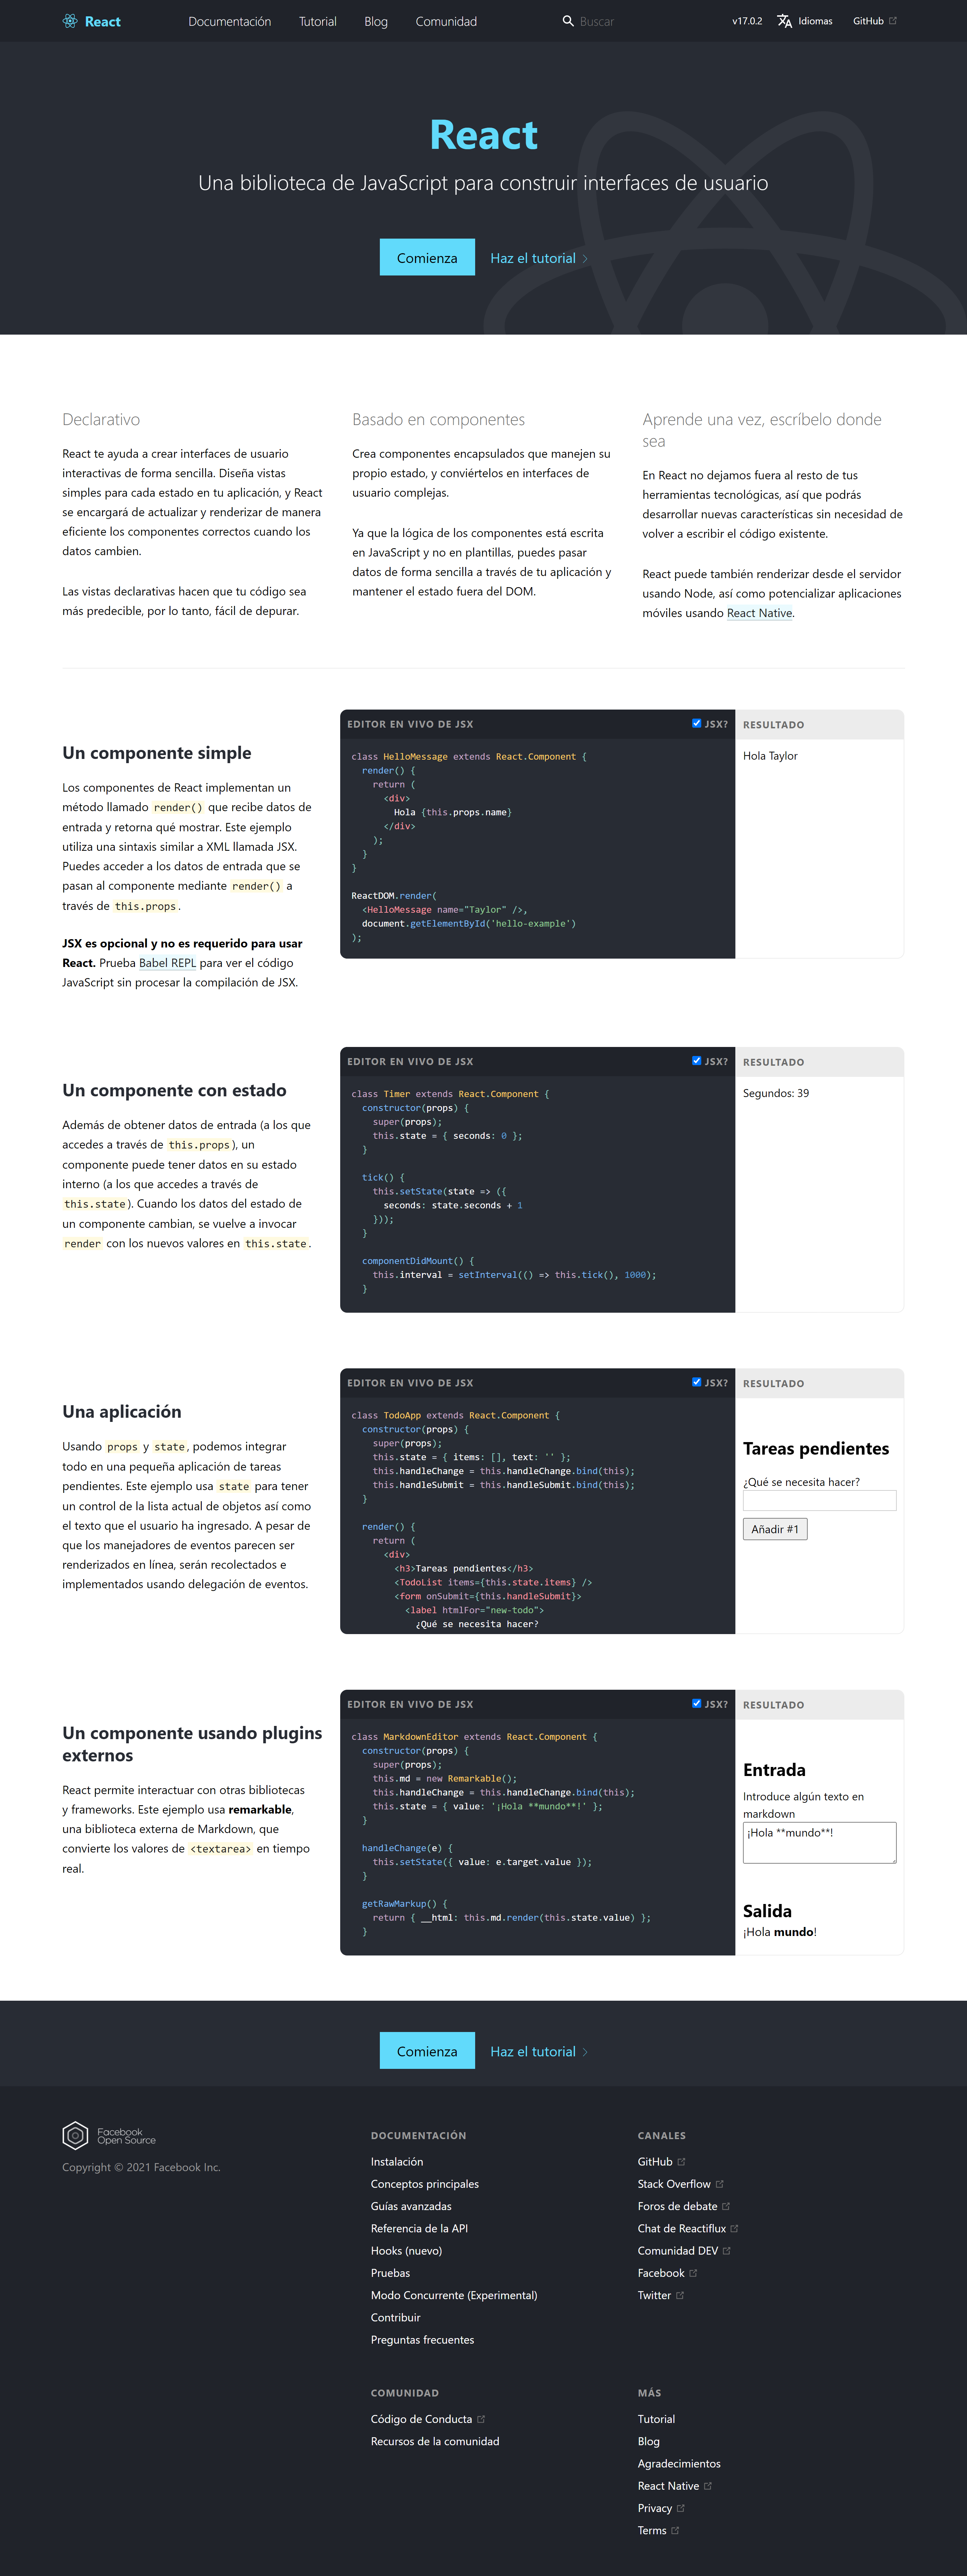 React
Documentación
Tutorial
Blog
Comunidad
Buscar
v17.0.2
Idiomas
GitHub
React
Una biblioteca de JavaScript para construir interfaces de usuario
Comienza
Haz el tutorial
Declarativo
React te ayuda a crear interfaces de usuario
interactivas de forma sencilla. Diseña vistas
simples para cada estado en tu aplicación, y React
se encargará de actualizar y renderizar de manera
eficiente los componentes correctos cuando los
datos cambien.
Las vistas declarativas hacen que tu código sea
más predecible, por lo tanto, fácil de depurar.
Basado en componentes
Crea componentes encapsulados que manejen su
propio estado, y conviértelos en interfaces de
usuario complejas.
Ya que la lógica de los componentes está escrita
en JavaScript y no en plantillas, puedes pasar
datos de forma sencilla a través de tu aplicación y
mantener el estado fuera del DOM.
Aprende una vez, escríbelo donde
sea
En React no dejamos fuera al resto de tus
herramientas tecnológicas, así que podrás
desarrollar nuevas características sin necesidad de
volver a escribir el código existente.
React puede también renderizar desde el servidor
usando Node, así como potencializar aplicaciones
móviles usando React Native.
Un componente simple
Los componentes de React implementan un
método llamado render() que recibe datos de
entrada y retorna qué mostrar. Este ejemplo
utiliza una sintaxis similar a XML llamada JSX.
Puedes acceder a los datos de entrada que se
pasan al componente mediante render() a
través de this.props.
JSX es opcional y no es requerido para usar
React. Prueba Babel REPL para ver el código
JavaScript sin procesar la compilación de JSX.
EDITOR EN VIVO DE JSX
JSX?
class HelloMessage extends React.Component {
render() {
return (
<div>
Hola {this.props.name}
</div>
);
}
}
ReactDOM.render(
<HelloMessage name="Taylor" />,
document.getElementById('hello-example')
);
RESULTADO
Hola Taylor
Un componente con estado
Además de obtener datos de entrada (a los que
accedes a través de this.props), un
componente puede tener datos en su estado
interno (a los que accedes a través de
this.state). Cuando los datos del estado de
un componente cambian, se vuelve a invocar
render con los nuevos valores en this.state.
EDITOR EN VIVO DE JSX
JSX?
class Timer extends React.Component {
constructor(props) {
super(props);
this.state = { seconds: 0 };
}
tick() {
this.setState(state => ({
seconds: state.seconds + 1
}));
}
componentDidMount() {
this.interval = setInterval(() => this.tick(), 1000);
}
RESULTADO
Segundos: 39
Una aplicación
Usando props y state, podemos integrar
todo en una pequeña aplicación de tareas
pendientes. Este ejemplo usa state para tener
un control de la lista actual de objetos así como
el texto que el usuario ha ingresado. A pesar de
que los manejadores de eventos parecen ser
renderizados en línea, serán recolectados e
implementados usando delegación de eventos.
EDITOR EN VIVO DE JSX
JSX?
class TodoApp extends React.Component {
constructor(props) {
super(props);
this.state = { items: [], text: '' };
this.handleChange = this.handleChange.bind(this);
this.handleSubmit = this.handleSubmit.bind(this);
}
render() {
return (
<div>
<h3>Tareas pendientes</h3>
<TodoList items={this.state.items} />
<form onSubmit={this.handleSubmit}>
<label htmlFor="new-todo">
¿Qué se necesita hacer?
RESULTADO
Tareas pendientes
¿Qué se necesita hacer?
Añadir #1
Un componente usando plugins
externos
React permite interactuar con otras bibliotecas
y frameworks. Este ejemplo usa remarkable,
una biblioteca externa de Markdown, que
convierte los valores de <textarea> en tiempo
real.
EDITOR EN VIVO DE JSX
JSX?
class MarkdownEditor extends React.Component {
constructor(props) {
super(props);
this.md = new Remarkable();
this.handleChange = this.handleChange.bind(this);
this.state = { value: '¡Hola **mundo**!' };
}
handleChange(e) {
this.setState({ value: e.target.value });
}
getRawMarkup() {
return { __html: this.md.render(this.state.value) };
}
RESULTADO
Entrada
Introduce algún texto en
markdown
¡Hola **mundo**!
Salida
¡Hola mundo!
Comienza
Haz el tutorial
Facebook
Open Source
Copyright © 2021 Facebook Inc.
DOCUMENTACIÓN
Instalación
Conceptos principales
Guías avanzadas
Referencia de la API
Hooks (nuevo)
Pruebas
Modo Concurrente (Experimental)
Contribuir
Preguntas frecuentes
CANALES
GitHub
Stack Overflow
Foros de debate
Chat de Reactiflux
Comunidad DEV
Facebook
Twitter
COMUNIDAD
Código de Conducta
Recursos de la comunidad
MÁS
Tutorial
Blog
Agradecimientos
React Native
Privacy
Terms